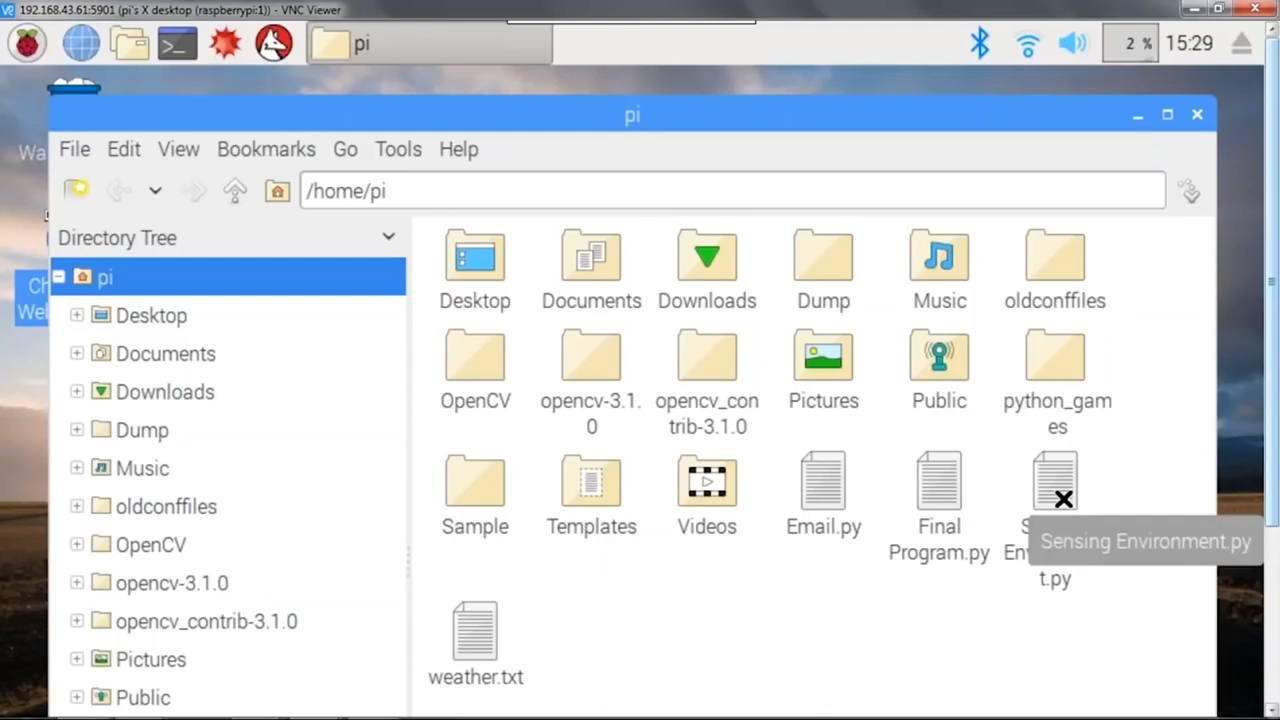 192.168.43.61:5901 (pi's X desktop (raspberrypi:1)) - VNC Viewer
pi
2 %
15:29
pi
File Edit View Bookmarks Go Tools Help
/home/pi
Directory Tree
pi
Desktop
Documents
Downloads
Dump
Music
oldconffiles
OpenCV
opencv-3.1.0
opencv_contrib-3.1.0
Pictures
Public
Desktop
Documents
Downloads
Dump
Music
oldconffiles
OpenCV
opencv-3.1.
0
opencv_con
trib-3.1.0
Pictures
Public
python_gam
es
Sample
Templates
Videos
Email.py
Final
Program.py
t.py
Sensing Environment.py
weather.txt